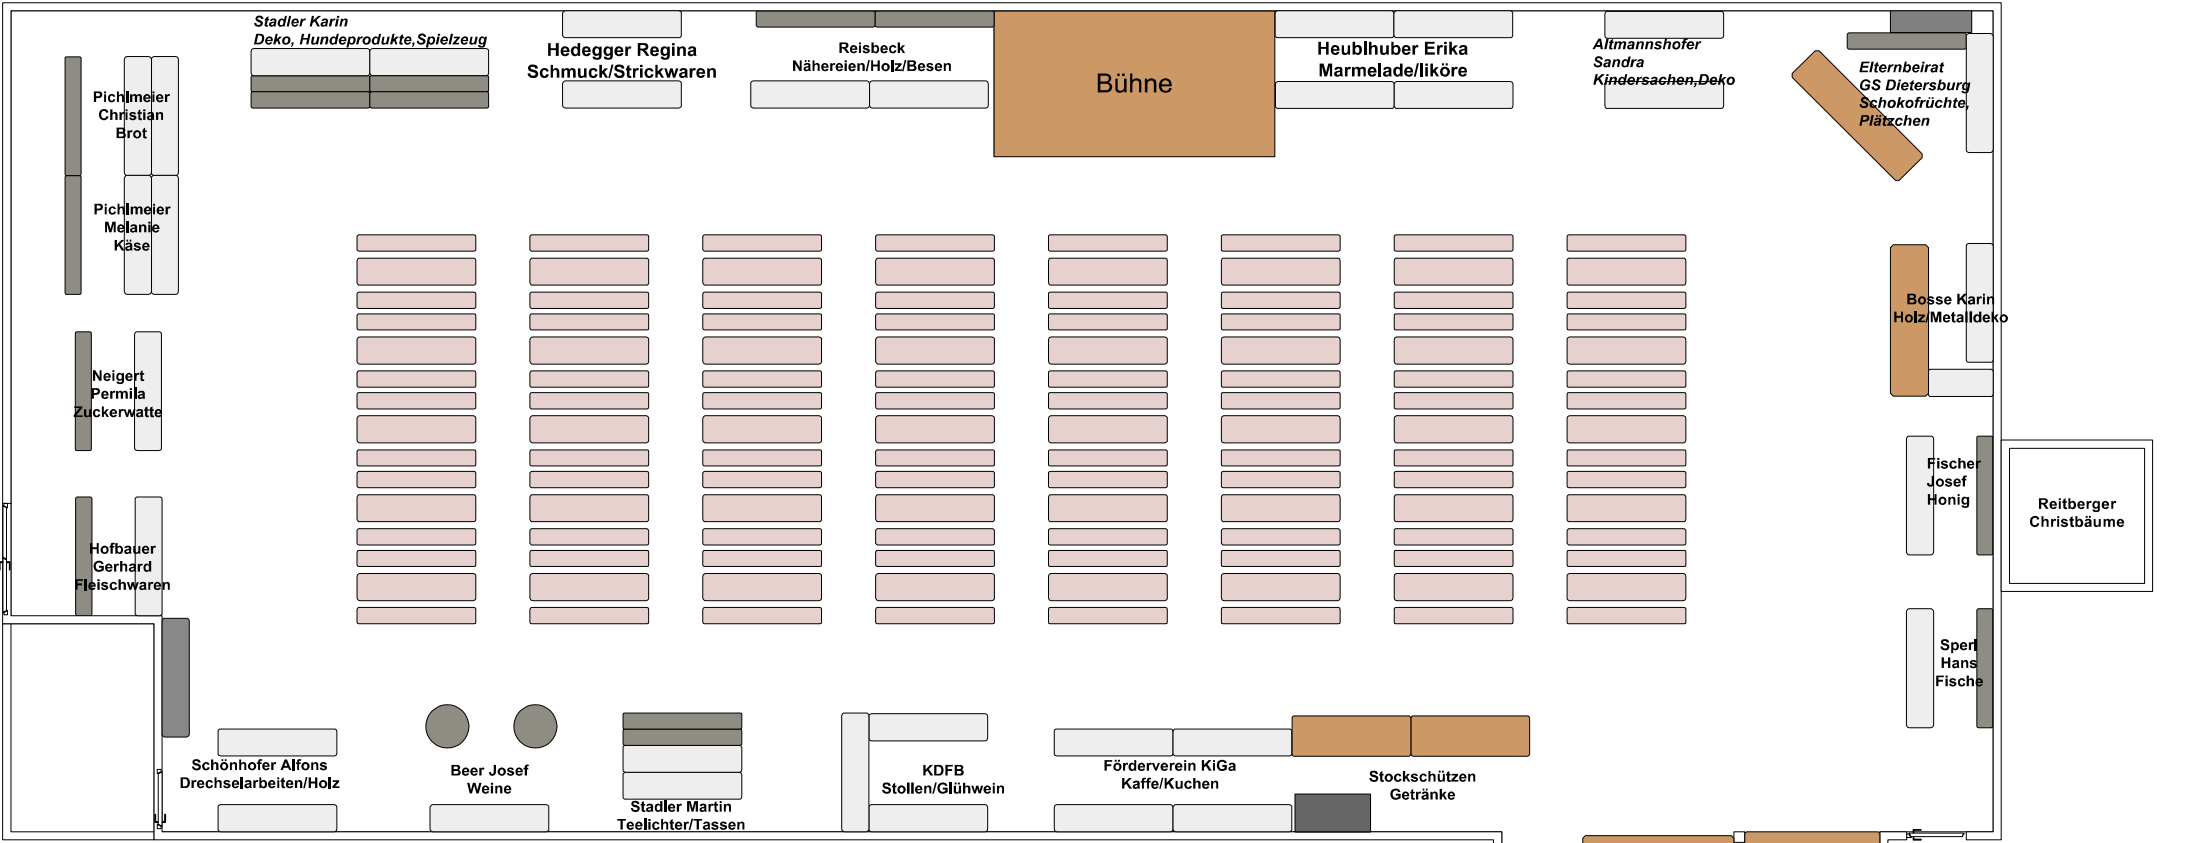 Stadler Karin
Deko, Hundeprodukte,Spielzeug
Hedegger Regina
Schmuck/Strickwaren
Reisbeck
Nähereien/Holz/Besen
Bühne
Heublhuber Erika
Marmelade/liköre
Altmannshofer
Sandra
Kindersachen,Deko
Elternbeirat
GS Dietersburg
Schokofrüchte,
Plätzchen
Pichlmeier
Christian
Brot
Pichlmeier
Melanie
Käse
Neigert
Permila
Zuckerwatte
Hofbauer
Gerhard
Fleischwaren
Bosse Karin
Holz/Metalldeko
Fischer
Josef
Honig
Reitberger
Christbäume
Sperl
Hans
Fische
Schönhofer Alfons
Drechselarbeiten/Holz
Beer Josef
Weine
Stadler Martin
Teelichter/Tassen
KDFB
Stollen/Glühwein
Förderverein KiGa
Kaffe/Kuchen
Stockschützen
Getränke